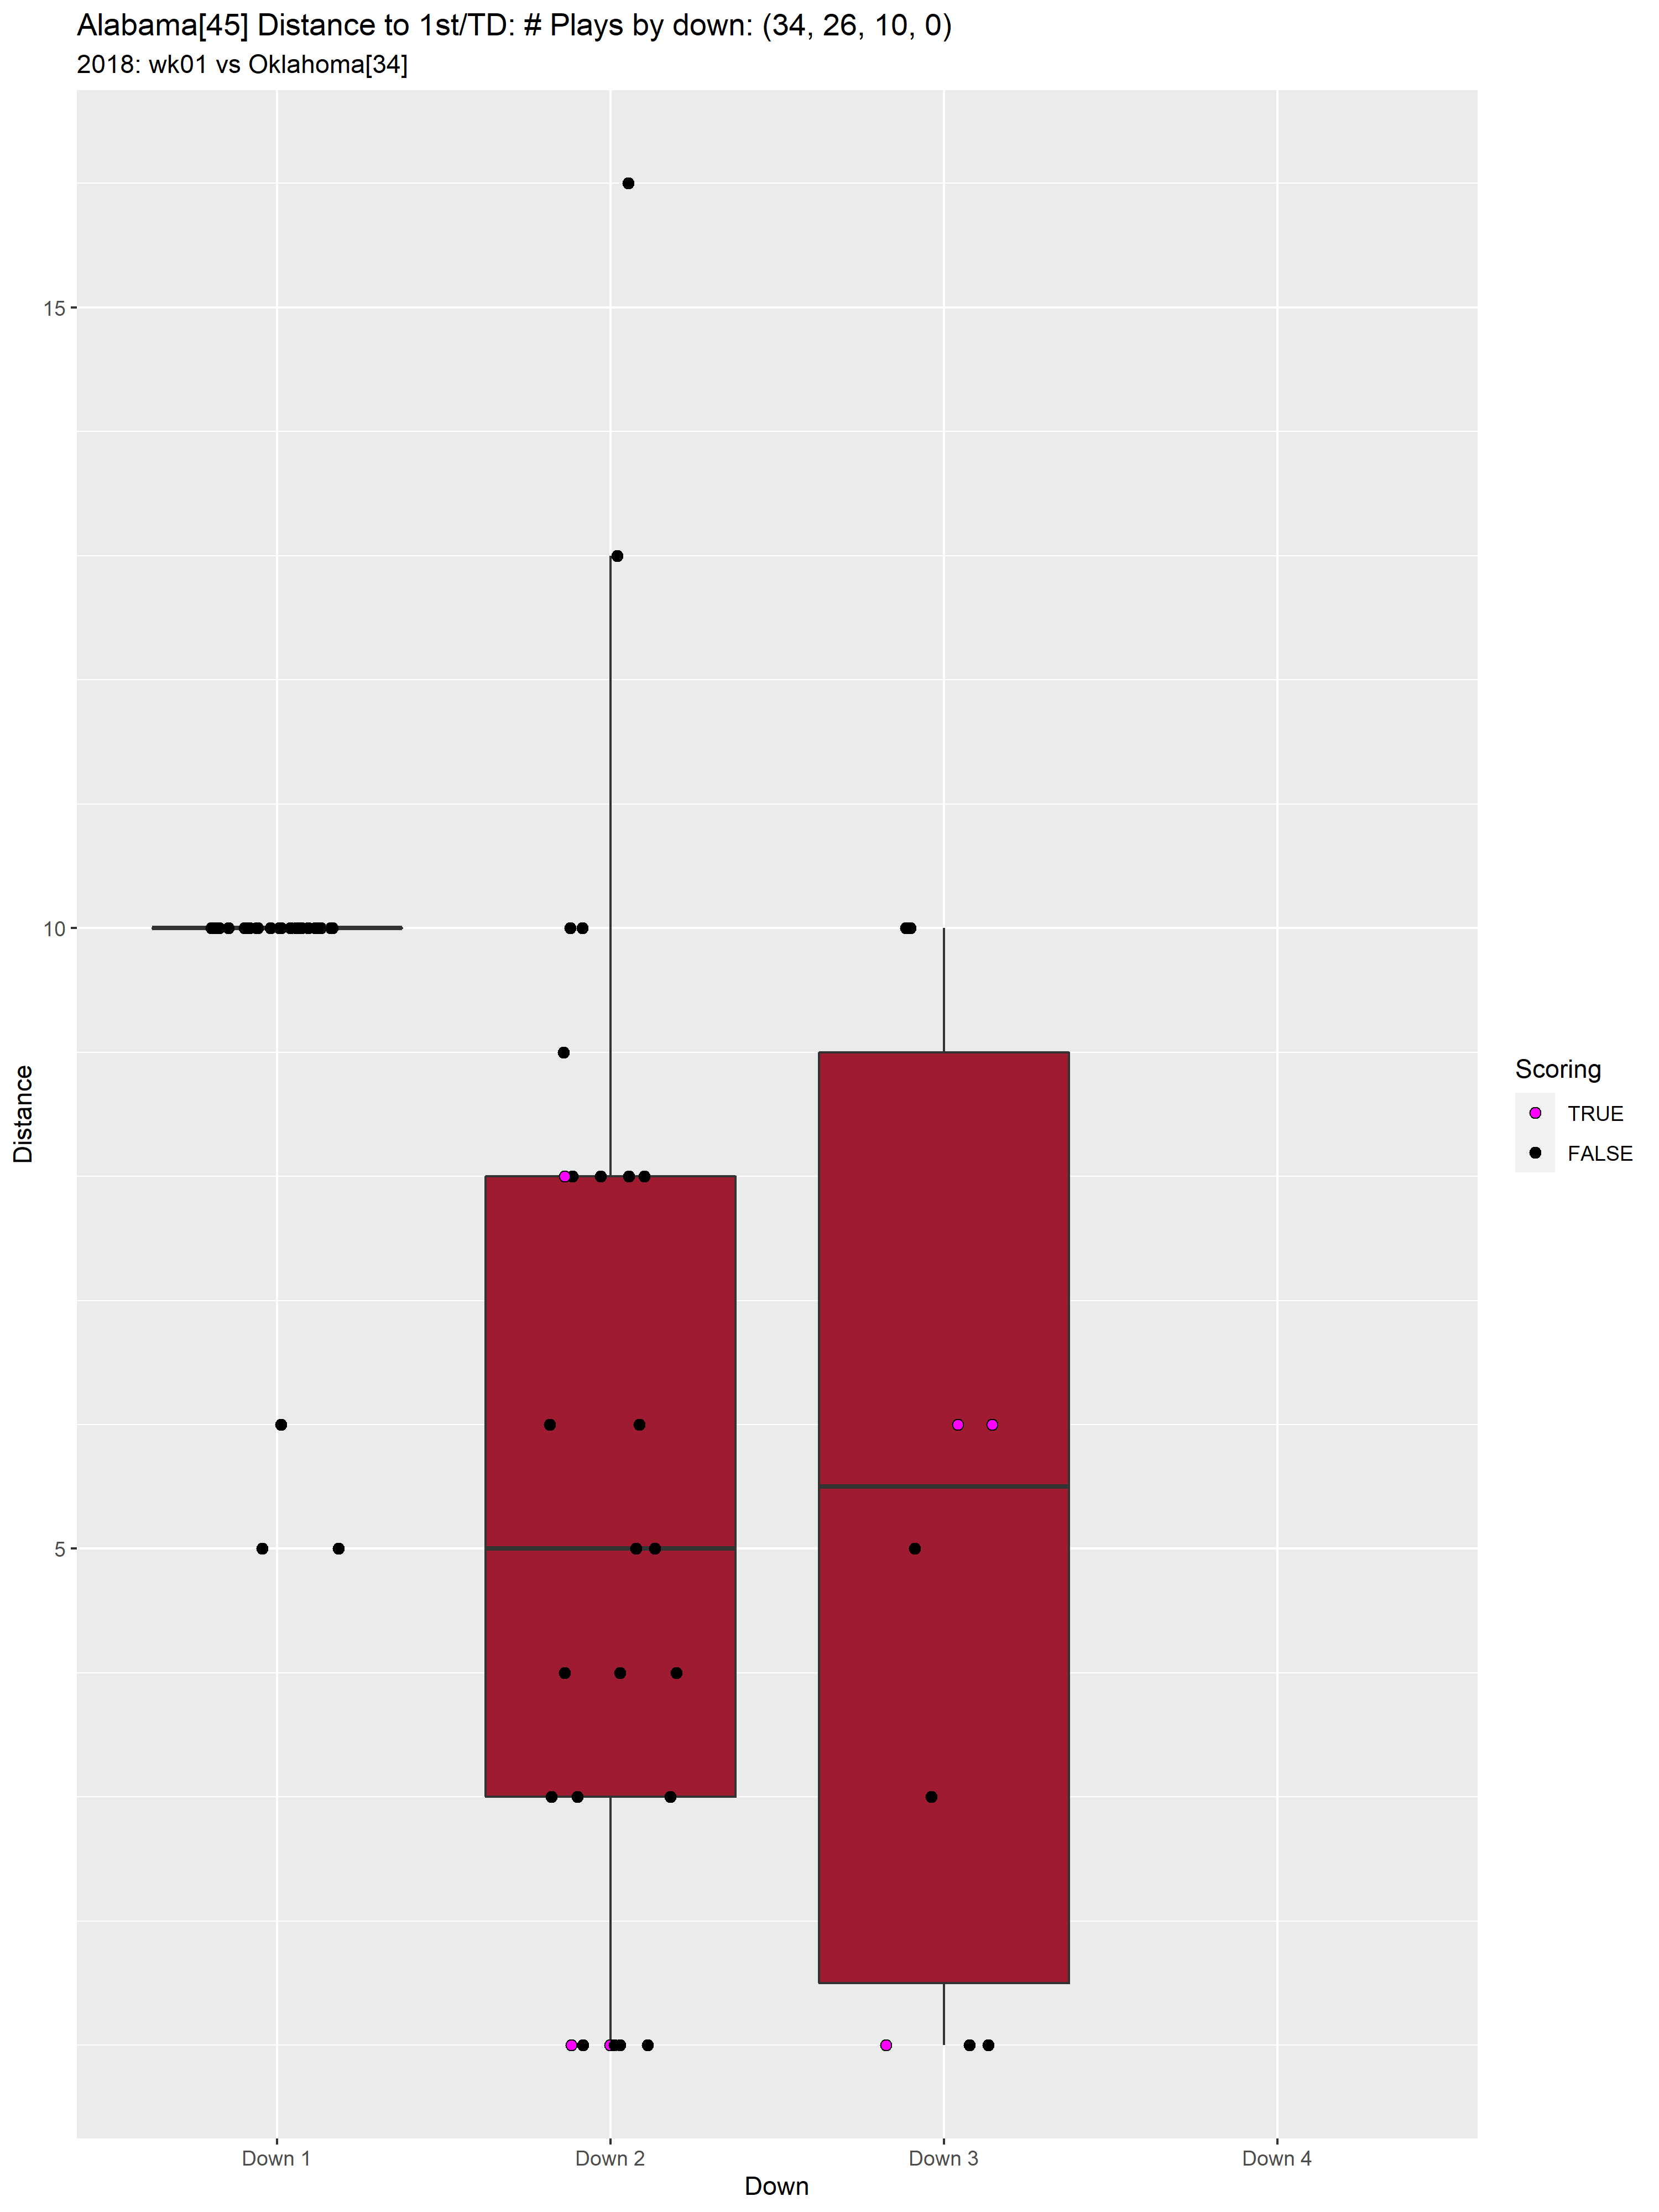 Alabama[45] Distance to 1st/TD: # Plays by down: (34, 26, 10, 0)
2018: wk01 vs Oklahoma[34]
15
10
5
Distance
Down 1
Down 2
Down 3
Down 4
Down
Scoring
TRUE
FALSE